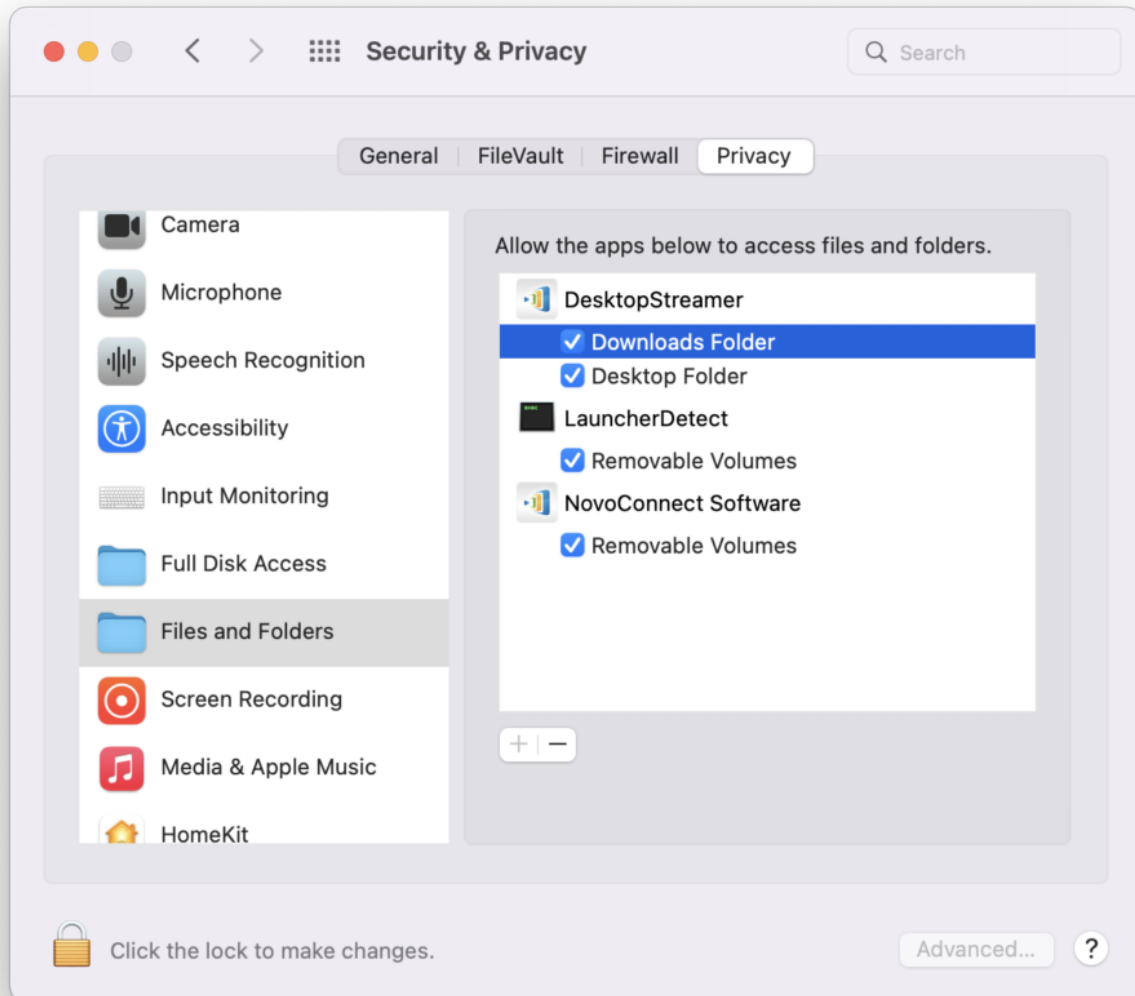 Security & Privacy
Search
General
FileVault
Firewall
Privacy
Camera
Microphone
Speech Recognition
Accessibility
Input Monitoring
Full Disk Access
Files and Folders
Screen Recording
Media & Apple Music
HomeKit
Allow the apps below to access files and folders.
DesktopStreamer
Downloads Folder
Desktop Folder
LauncherDetect
Removable Volumes
NovoConnect Software
Removable Volumes
Click the lock to make changes.
Advanced...
?